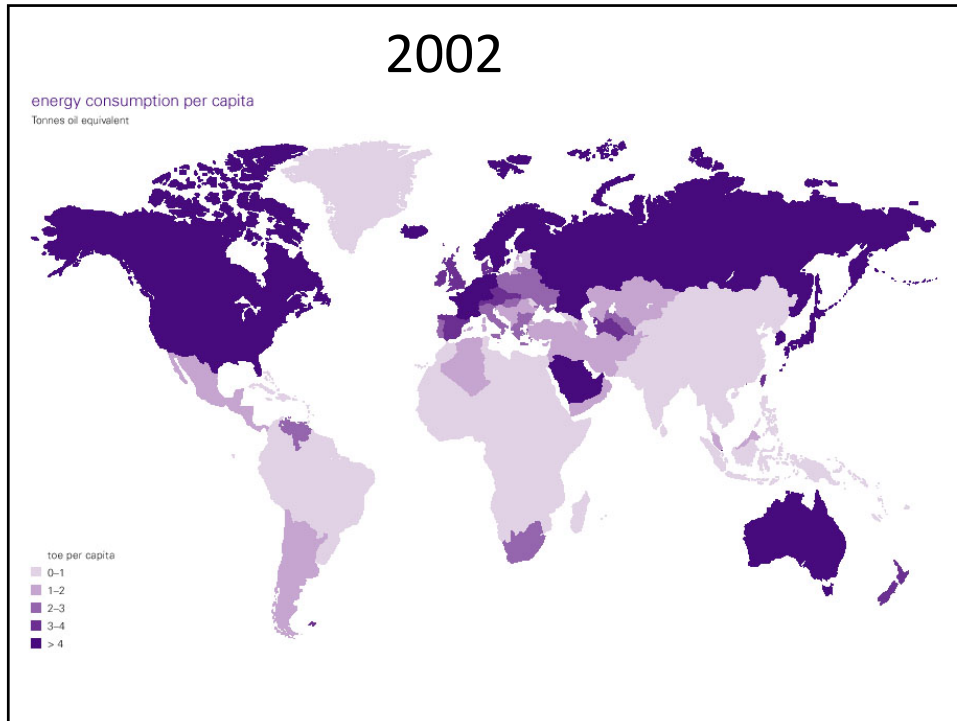 2002
energy consumption per capita
Tonnes oil equivalent
toe per capita
0–1
1–2
2–3
3–4
> 4